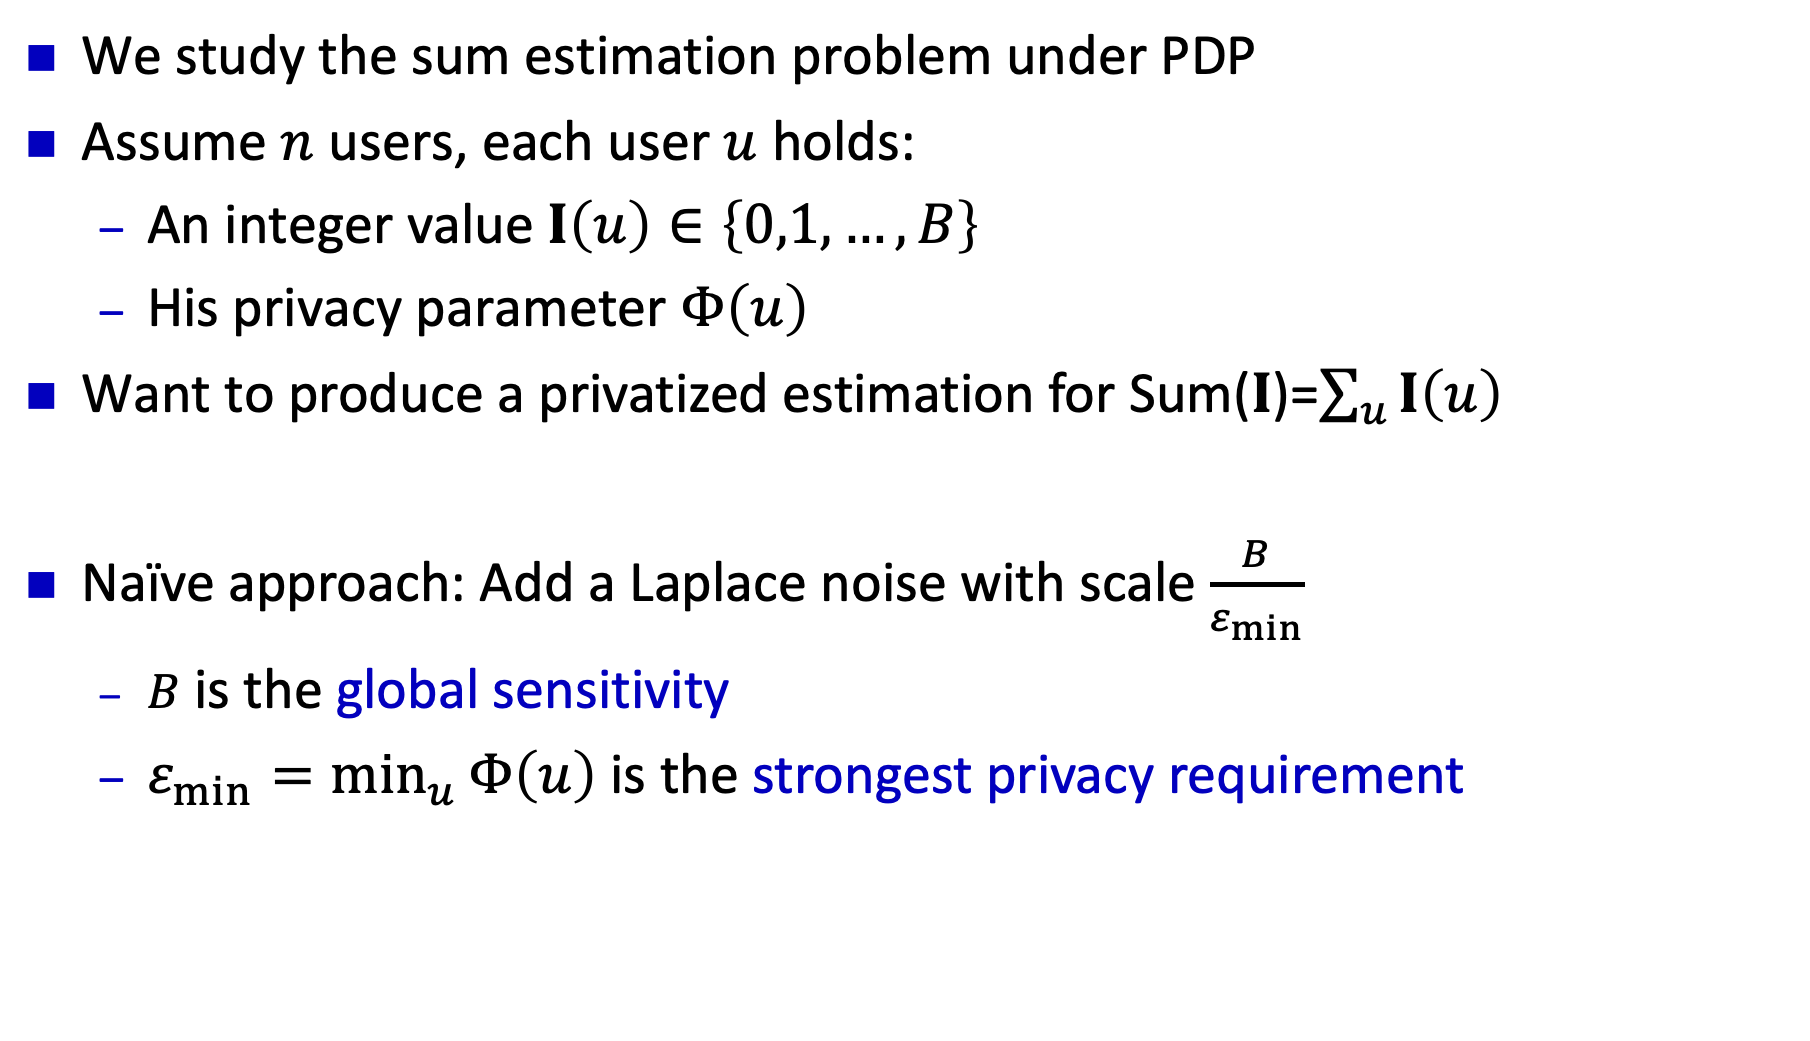 ■ We study the sum estimation problem under PDP
■ Assume 𝑛 users, each user 𝑢 holds:
– An integer value 𝐈(𝑢) ∈ {0,1, … , 𝐵}
– His privacy parameter Φ(𝑢)
■ Want to produce a privatized estimation for Sum(𝐈)=∑ᵤ 𝐈(𝑢)
■ Naïve approach: Add a Laplace noise with scale 𝐵/𝜀_min
– 𝐵 is the global sensitivity
– 𝜀_min = minᵤ Φ(𝑢) is the strongest privacy requirement